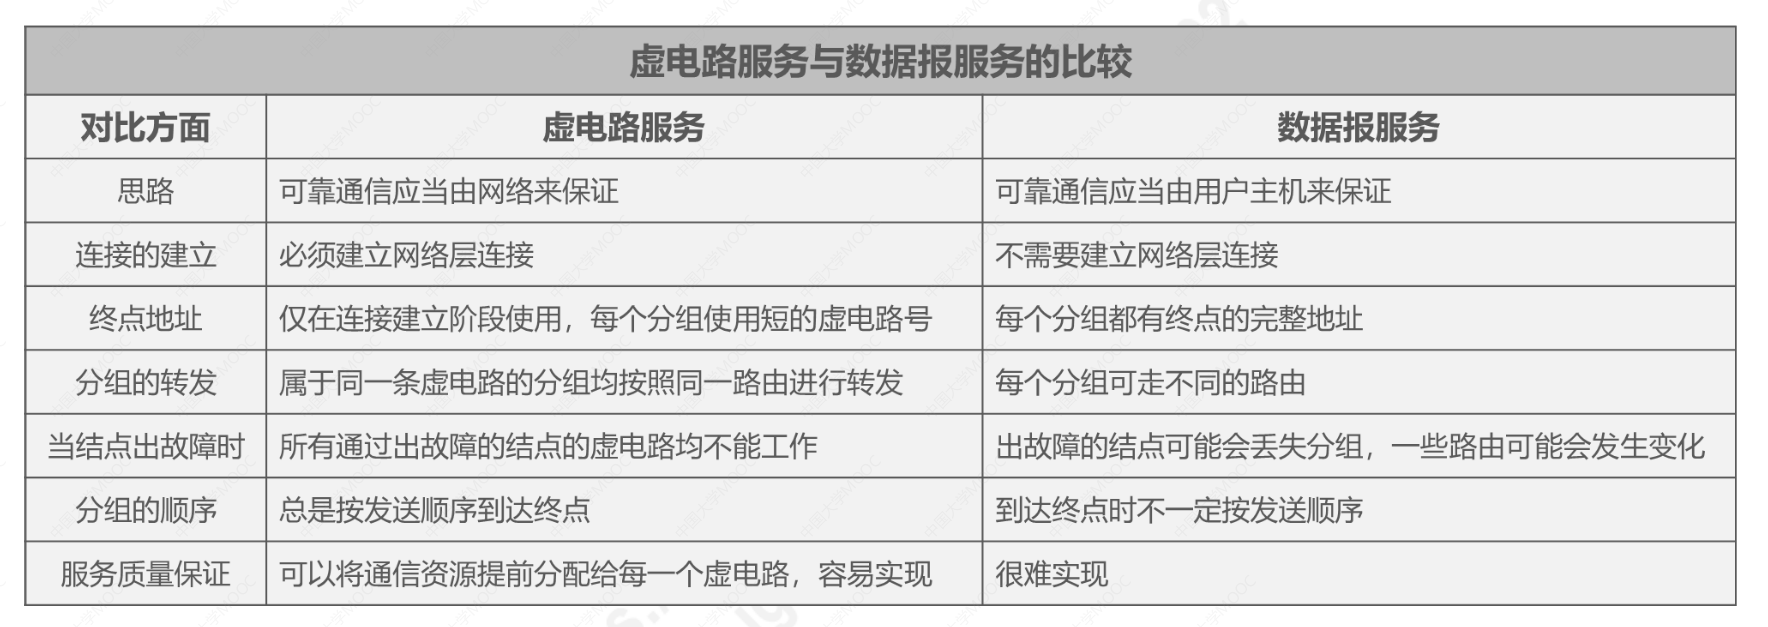 虚电路服务与数据报服务的比较
对比方面 虚电路服务 数据报服务
思路 可靠通信应当由网络来保证 可靠通信应当由用户主机来保证
连接的建立 必须建立网络层连接 不需要建立网络层连接
终点地址 仅在连接建立阶段使用，每个分组使用短的虚电路号 每个分组都有终点的完整地址
分组的转发 属于同一条虚电路的分组均按照同一路由进行转发 每个分组可走不同的路由
当结点出故障时 所有通过出故障的结点的虚电路均不能工作 出故障的结点可能会丢失分组，一些路由可能会发生变化
分组的顺序 总是按发送顺序到达终点 到达终点时不一定按发送顺序
服务质量保证 可以将通信资源提前分配给每一个虚电路，容易实现 很难实现